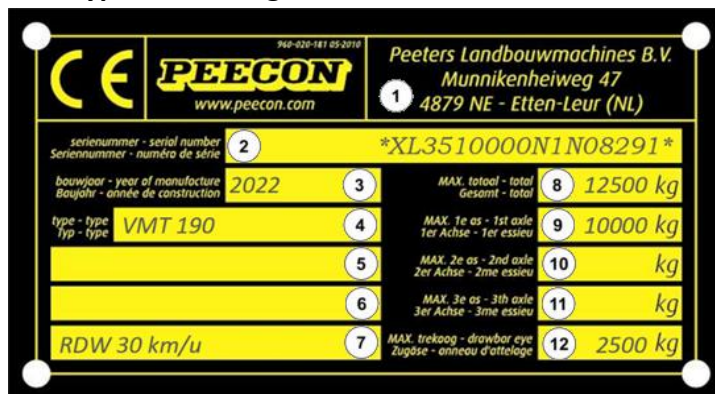 960-020-181 05-2010
CE
PEECON
www.peecon.com
Peeters Landbouwmachines B.V.
Munnikenheiweg 47
1
4879 NE - Etten-Leur (NL)
serienummer - serial number
Seriennummer - numéro de série
2
*XL3510000N1N08291*
bouwjaar - year of manufacture
Baujahr - année de construction
2022
3
MAX. totaal - total
Gesamt - total
8
12500 kg
type - type
Typ - type
VMT 190
4
MAX. 1e as - 1st axle
1er Achse - 1er essieu
9
10000 kg
5
MAX. 2e as - 2nd axle
2er Achse - 2me essieu
10
kg
6
MAX. 3e as - 3th axle
3er Achse - 3me essieu
11
kg
RDW 30 km/u
7
MAX. trekoog - drawbar eye
Zugöse - anneau d'attelage
12
2500 kg